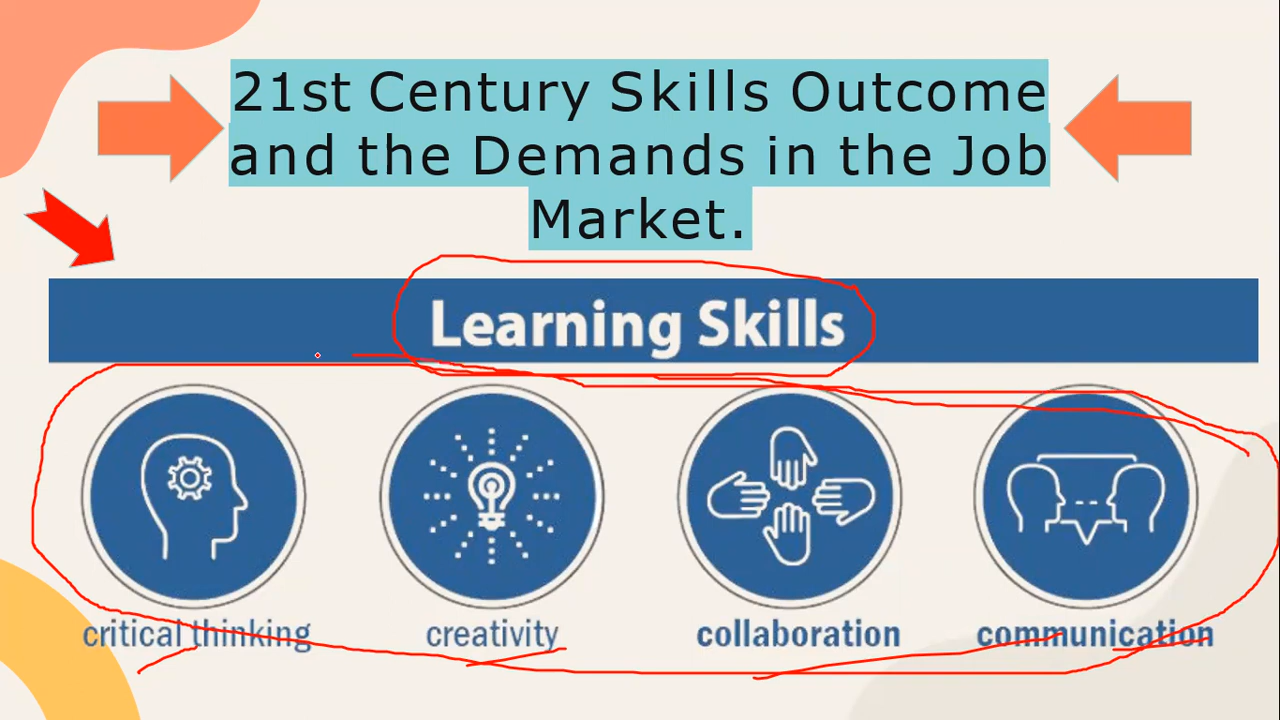 21st Century Skills Outcome
and the Demands in the Job
Market.
Learning Skills
critical thinking
creativity
collaboration
communication